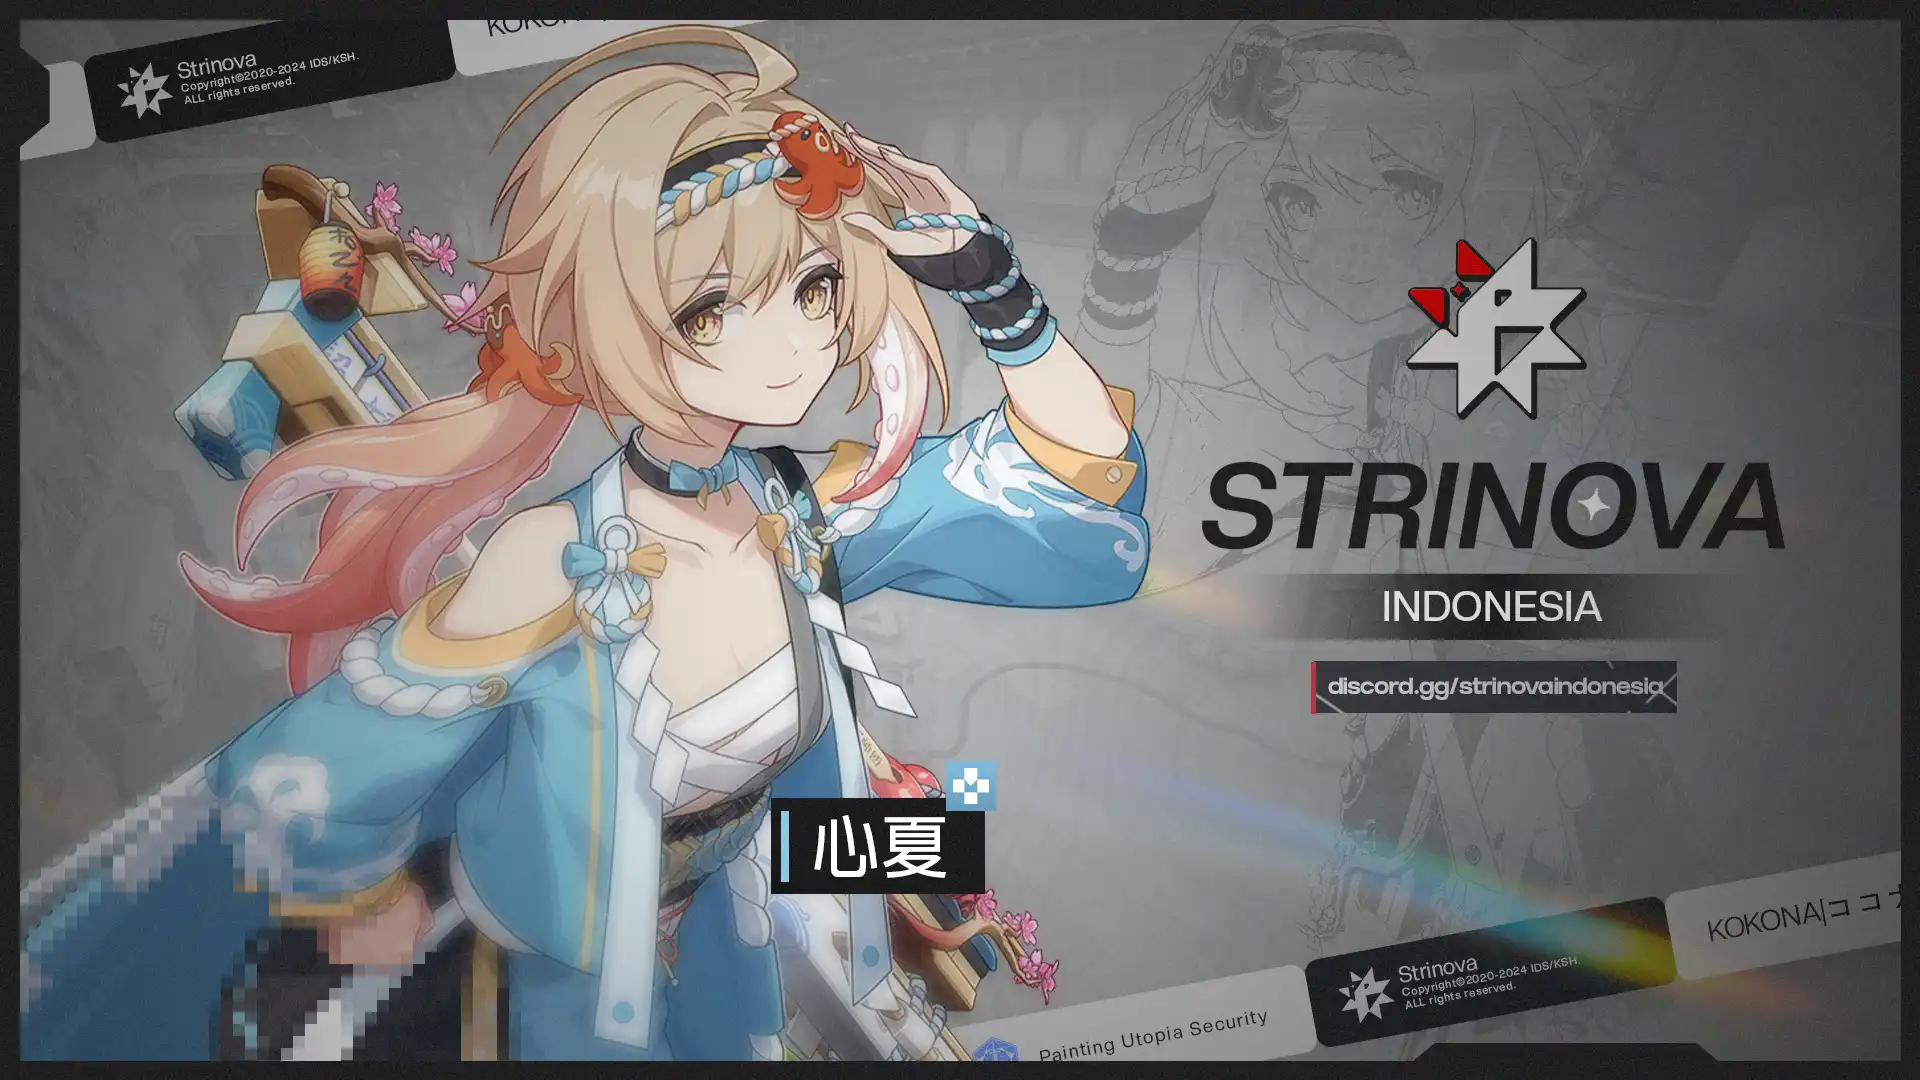 Strinova
Copyright©2020-2024 IDS/KSH.
ALL rights reserved.
STRINOVA
INDONESIA
discord.gg/strinovaindonesia
心夏
KOKONA|ココナ
Strinova
Copyright©2020-2024 IDS/KSH.
ALL rights reserved.
Painting Utopia Security